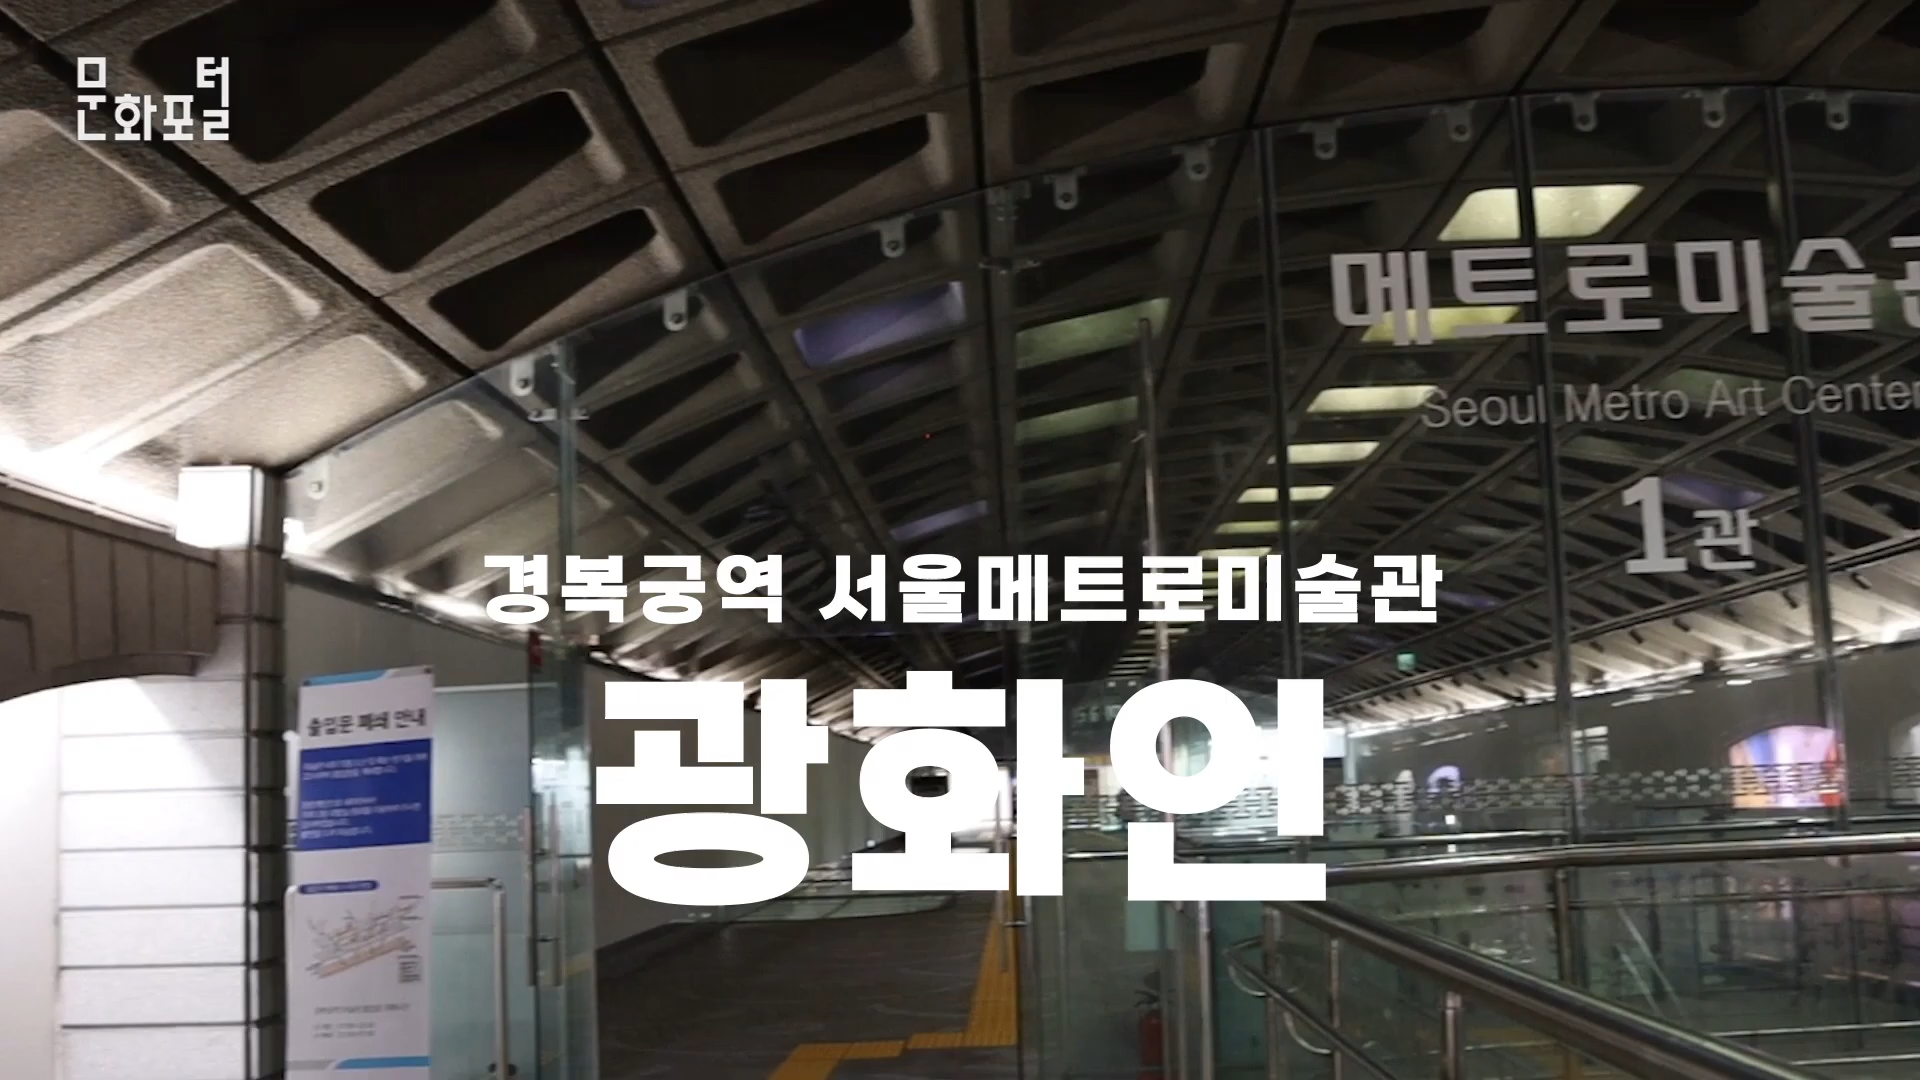 문화포털
메트로미술관
Seoul Metro Art Center
1관
경복궁역 서울메트로미술관
광화언
출입문 폐쇄 안내